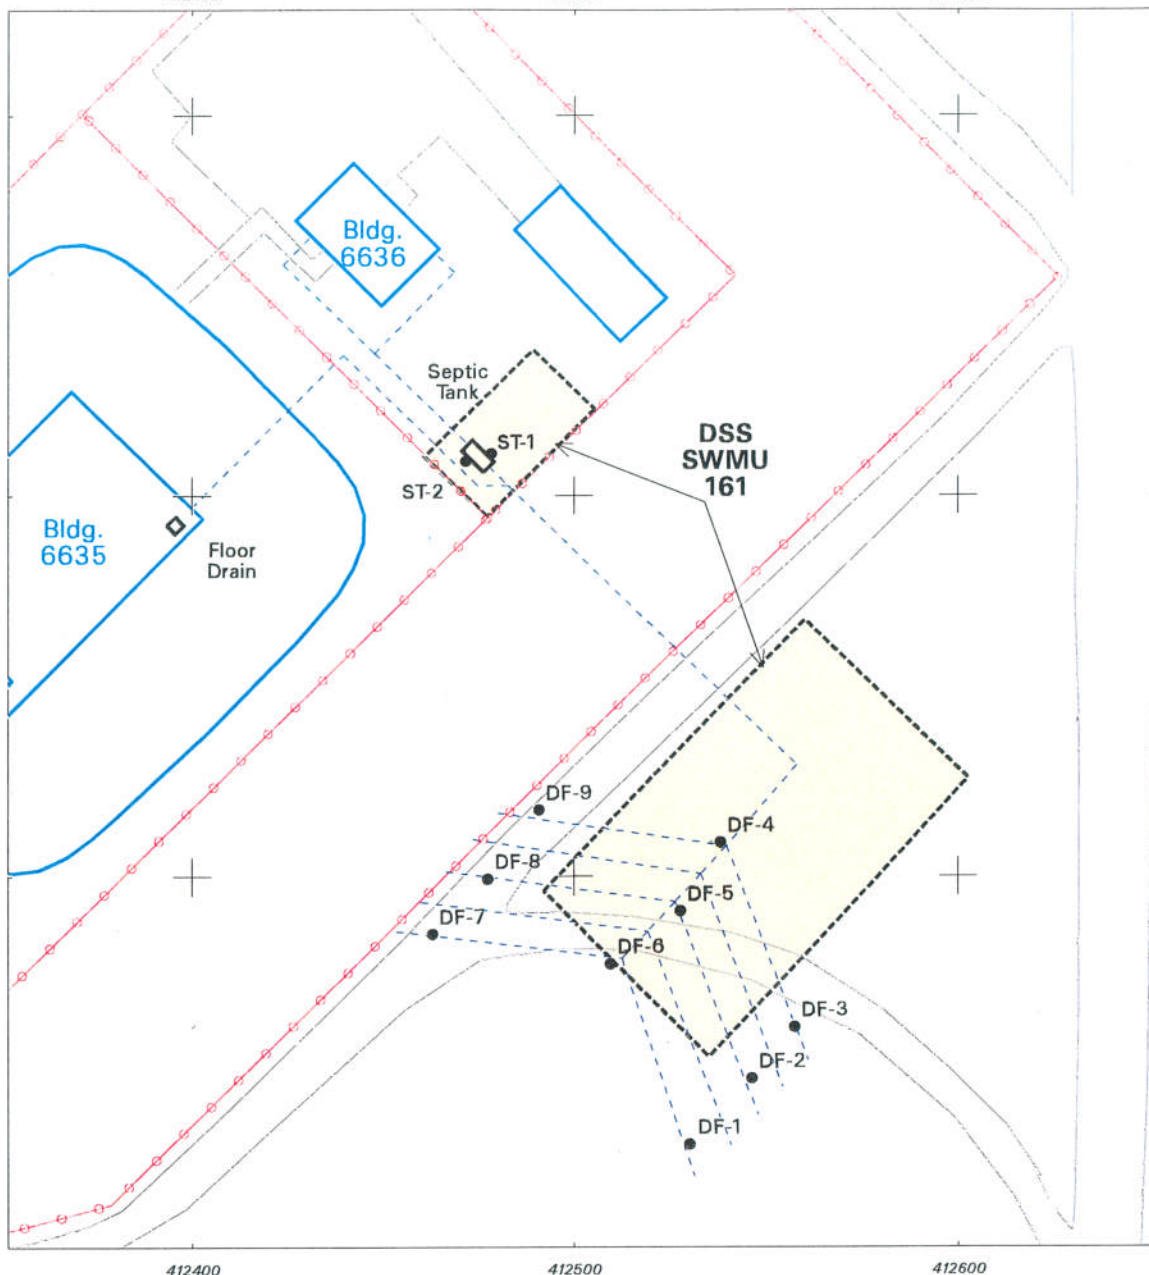 Bldg.
6636
Septic
Tank
ST-1
ST-2
DSS
SWMU
161
Bldg.
6635
Floor
Drain
DF-9
DF-4
DF-8
DF-5
DF-7
DF-6
DF-3
DF-2
DF-1
412400
412500
412600